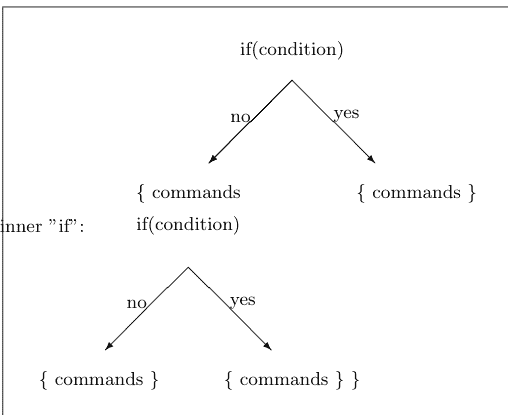 if(condition)
no yes
{ commands { commands }
inner ”if”: if(condition)
no yes
{ commands } { commands } }